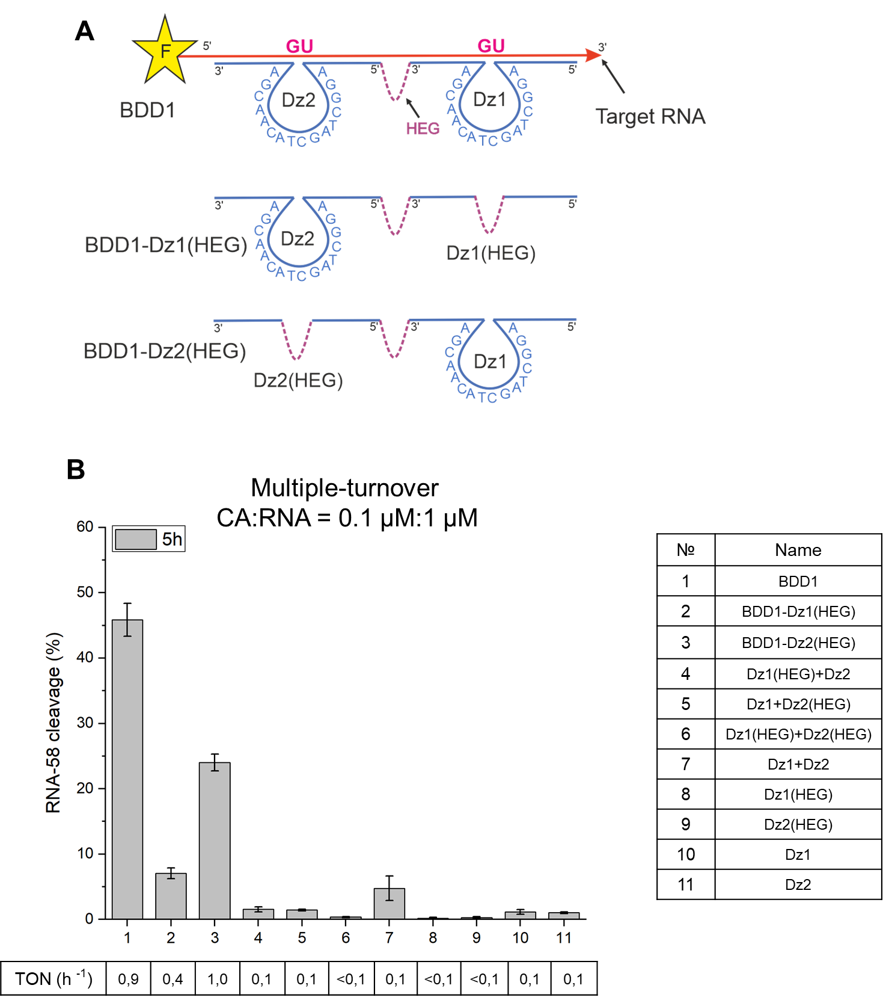 A
F
5'
GU
GU
3'
3'
5'
3'
5'
A
G
C
A
A
C
A
T
C
G
A
T
C
G
G
A
Dz2
HEG
A
G
C
A
A
C
A
T
C
G
A
T
C
G
G
A
Dz1
BDD1
Target RNA
3'
5'
3'
5'
A
G
C
A
A
C
A
T
C
G
A
T
C
G
G
A
Dz2
BDD1-Dz1(HEG)
Dz1(HEG)
3'
5'
3'
5'
BDD1-Dz2(HEG)
Dz2(HEG)
A
G
C
A
A
C
A
T
C
G
A
T
C
G
G
A
Dz1
B
Multiple-turnover
CA:RNA = 0.1 µM:1 µM
5h
RNA-58 cleavage (%)
60
50
40
30
20
10
0
1 2 3 4 5 6 7 8 9 10 11
TON (h -1) 0,9 0,4 1,0 0,1 0,1 <0,1 0,1 <0,1 <0,1 0,1 0,1
№ Name
1 BDD1
2 BDD1-Dz1(HEG)
3 BDD1-Dz2(HEG)
4 Dz1(HEG)+Dz2
5 Dz1+Dz2(HEG)
6 Dz1(HEG)+Dz2(HEG)
7 Dz1+Dz2
8 Dz1(HEG)
9 Dz2(HEG)
10 Dz1
11 Dz2